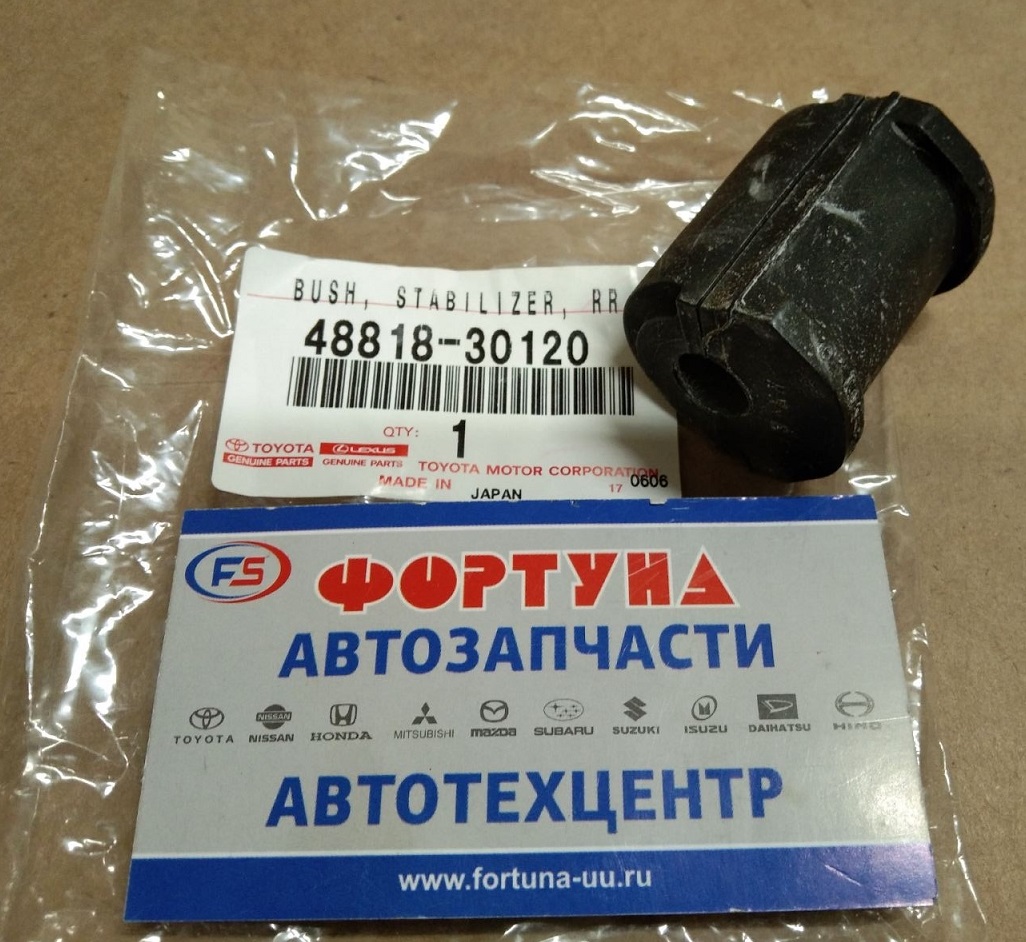 BUSH, STABILIZER, RR
48818-30120
QTY: 1
TOYOTA LEXUS
GENUINE PARTS GENUINE PARTS TOYOTA MOTOR CORPORATION
MADE IN JAPAN 17 0606
FS ФОРТУНА
АВТОЗАПЧАСТИ
NISSAN
TOYOTA NISSAN HONDA MITSUBISHI mazda SUBARU SUZUKI ISUZU DAIHATSU HINO
АВТОТЕХЦЕНТР
www.fortuna-uu.ru